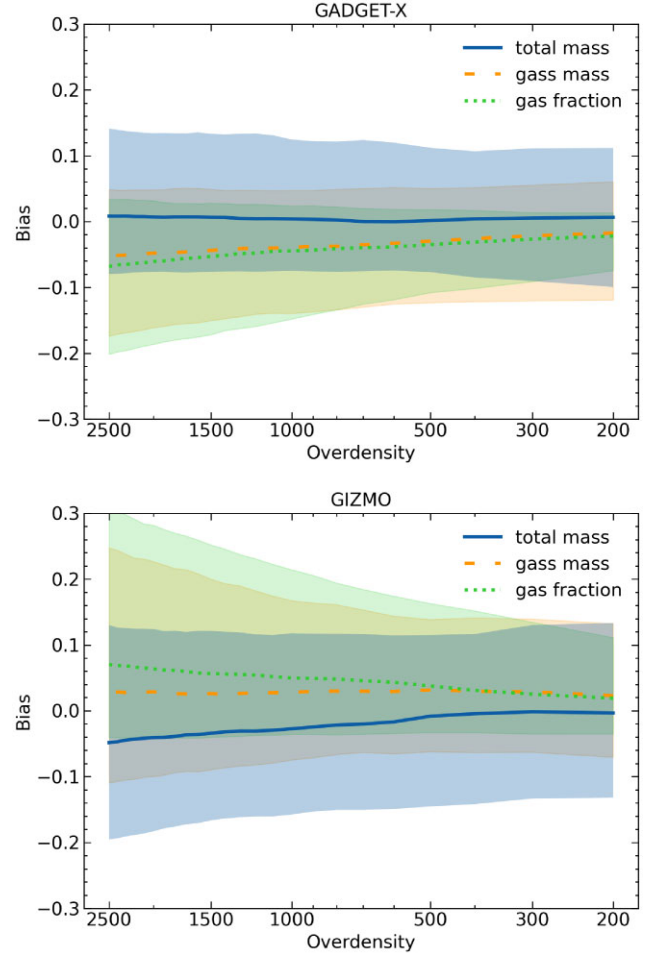 GADGET-X
0.3
0.2
0.1
0.0
−0.1
−0.2
−0.3
Bias
total mass
gass mass
gas fraction
2500 1500 1000 500 300 200
Overdensity
GIZMO
0.3
0.2
0.1
0.0
−0.1
−0.2
−0.3
Bias
total mass
gass mass
gas fraction
2500 1500 1000 500 300 200
Overdensity